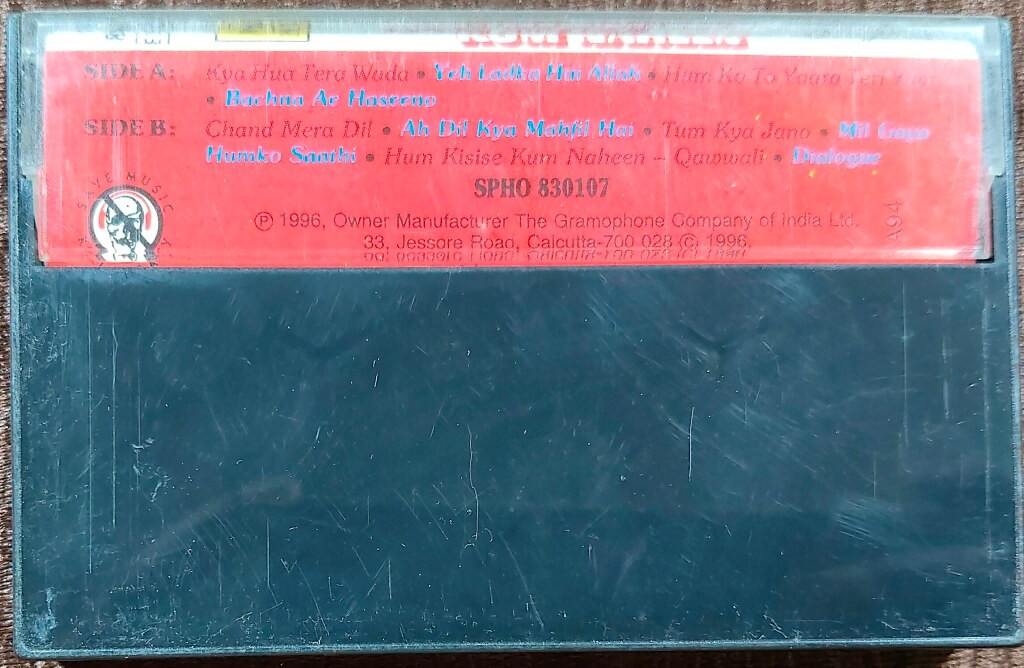 SIDE A: Kya Hua Tera Wada • Yeh Ladka Hai Allah • Hum Ko To Yaara Teri
• Bachna Ae Haseeno
SIDE B: Chand Mera Dil • Ah Dil Kya Mahfil Hai • Tum Kya Jano • Mil Gaya
Humko Saathi • Hum Kisise Kum Naheen – Qawwali • Dialogue
SPHO 830107
SAVE MUSIC
Ⓟ 1996, Owner Manufacturer The Gramophone Company of India Ltd.
33, Jessore Road, Calcutta-700 028 © 1996.
A94